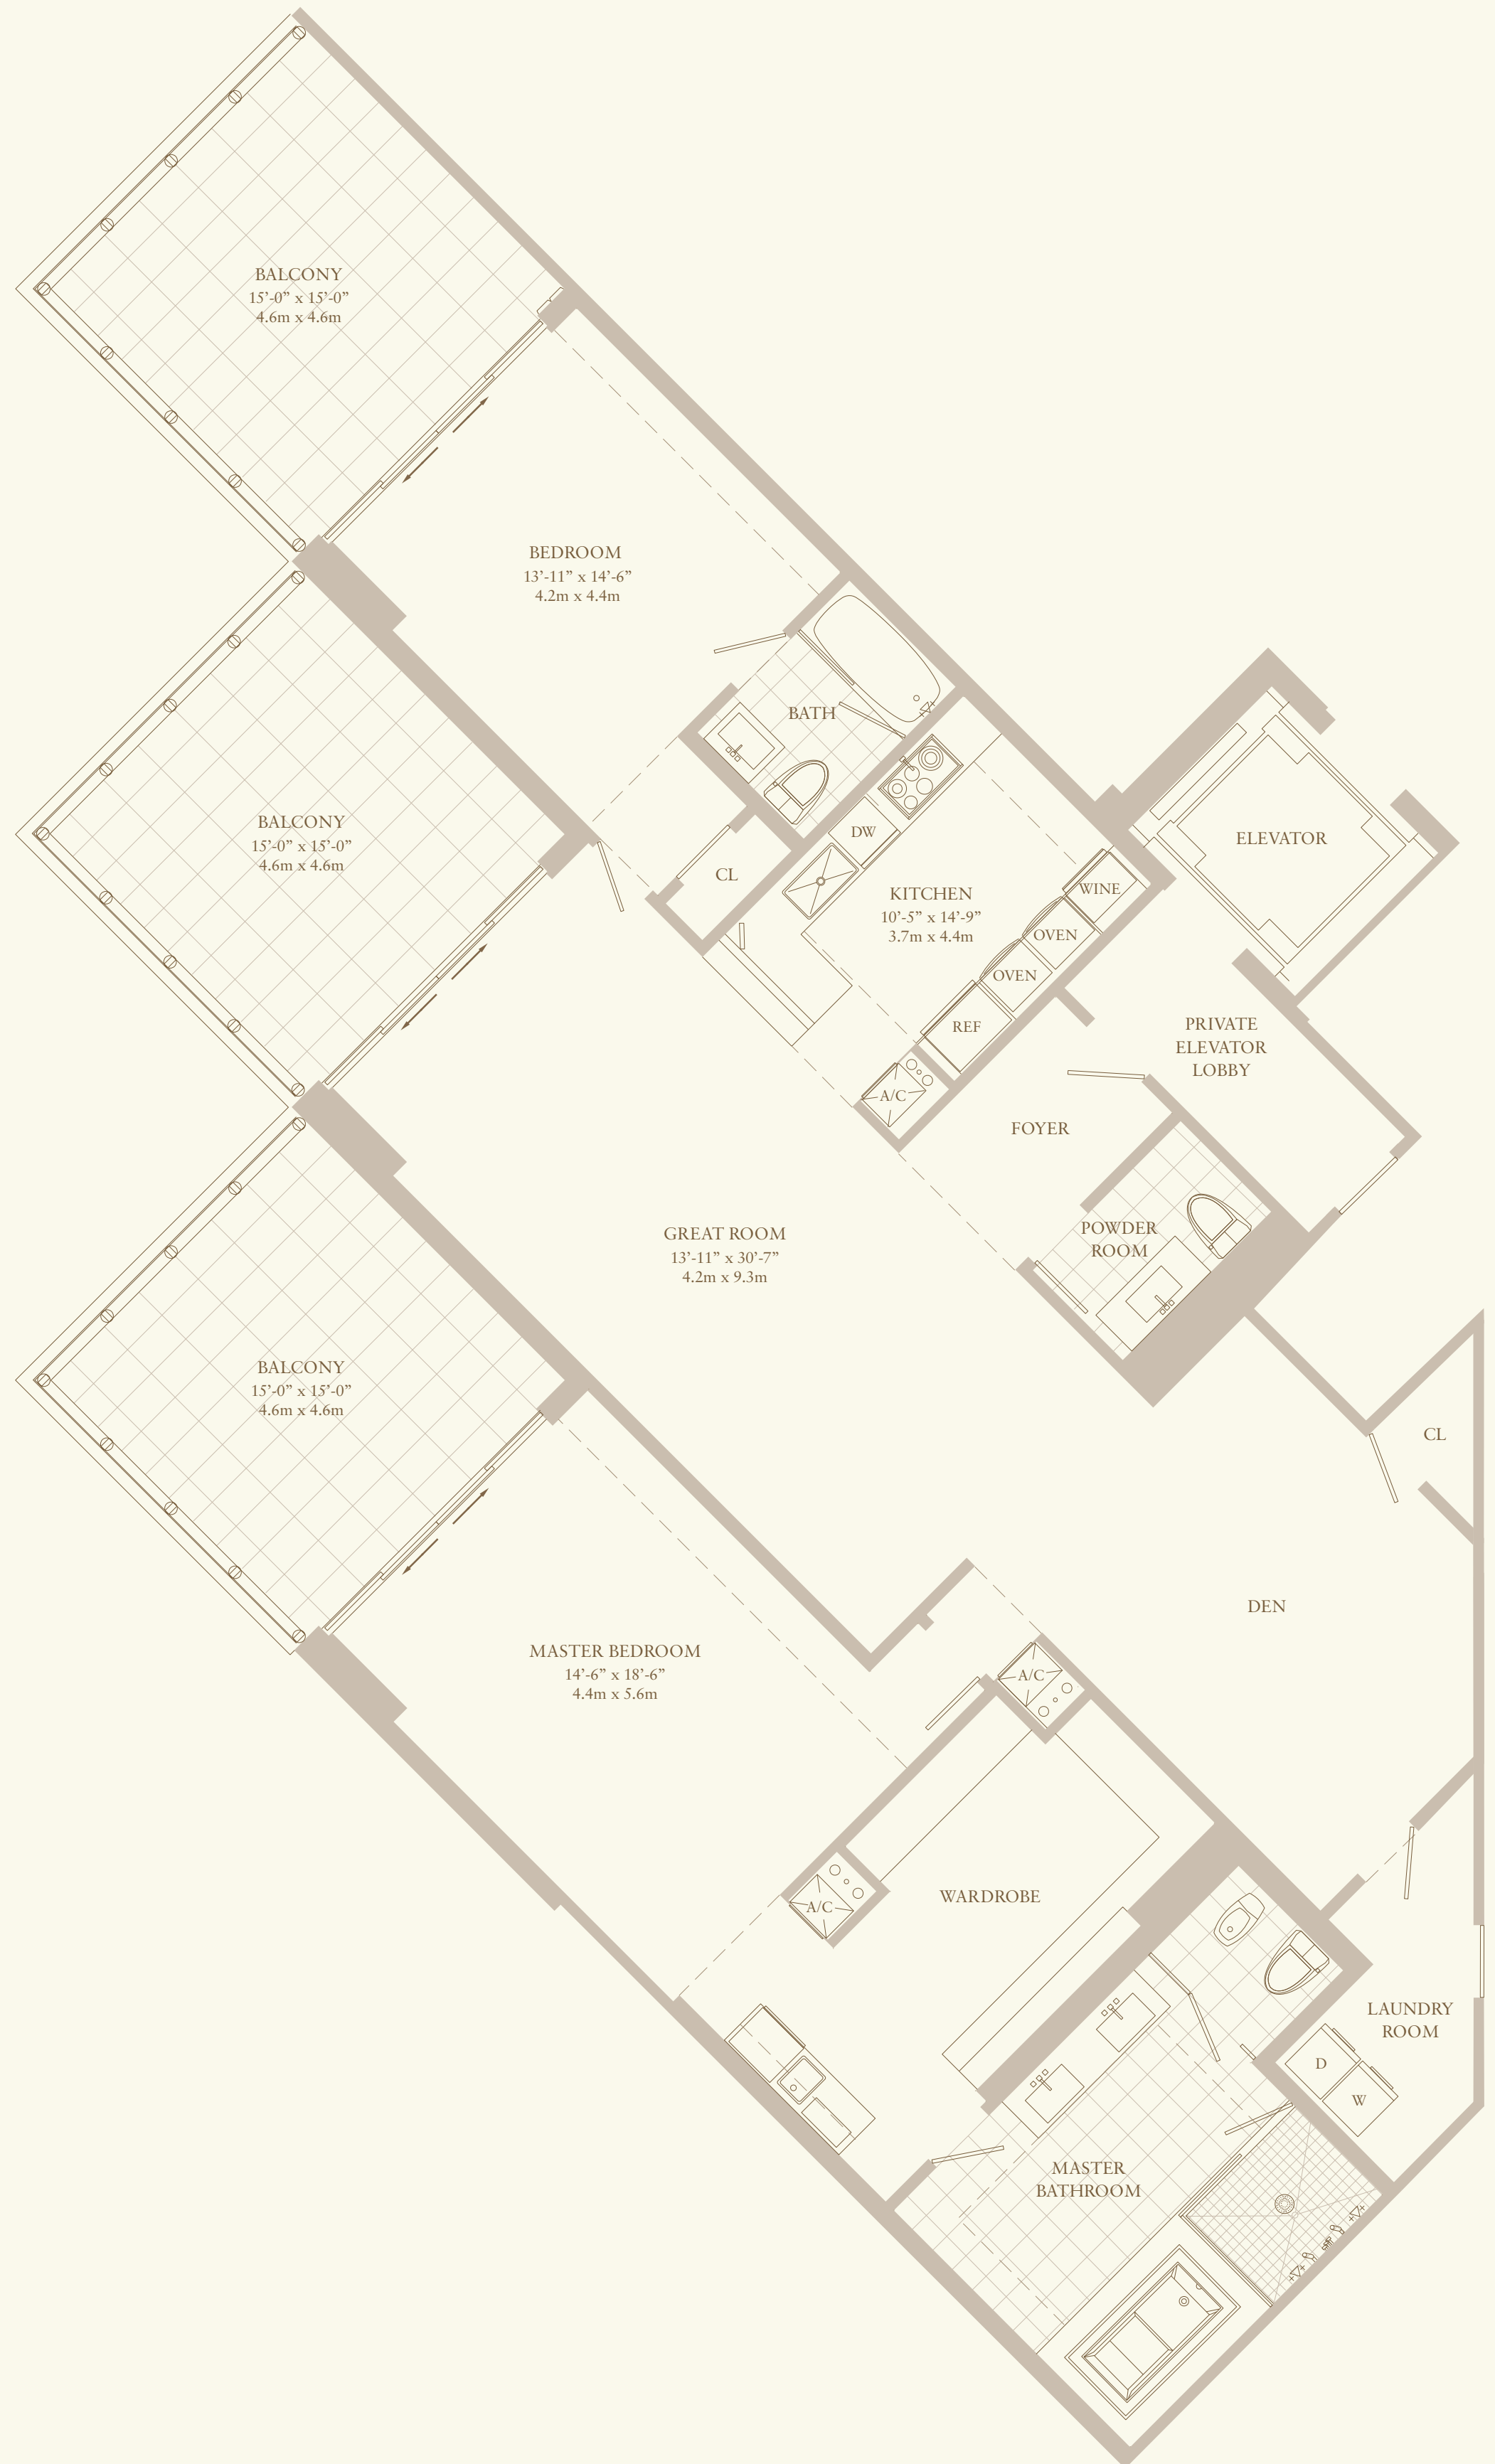 BALCONY
15’-0” x 15’-0”
4.6m x 4.6m
BEDROOM
13’-11” x 14’-6”
4.2m x 4.4m
BATH
BALCONY
15’-0” x 15’-0”
4.6m x 4.6m
CL
DW
KITCHEN
10’-5” x 14’-9”
3.7m x 4.4m
WINE
OVEN
OVEN
REF
A/C
ELEVATOR
PRIVATE
ELEVATOR
LOBBY
FOYER
POWDER
ROOM
GREAT ROOM
13’-11” x 30’-7”
4.2m x 9.3m
BALCONY
15’-0” x 15’-0”
4.6m x 4.6m
CL
DEN
MASTER BEDROOM
14’-6” x 18’-6”
4.4m x 5.6m
A/C
WARDROBE
A/C
LAUNDRY
ROOM
D
W
MASTER
BATHROOM